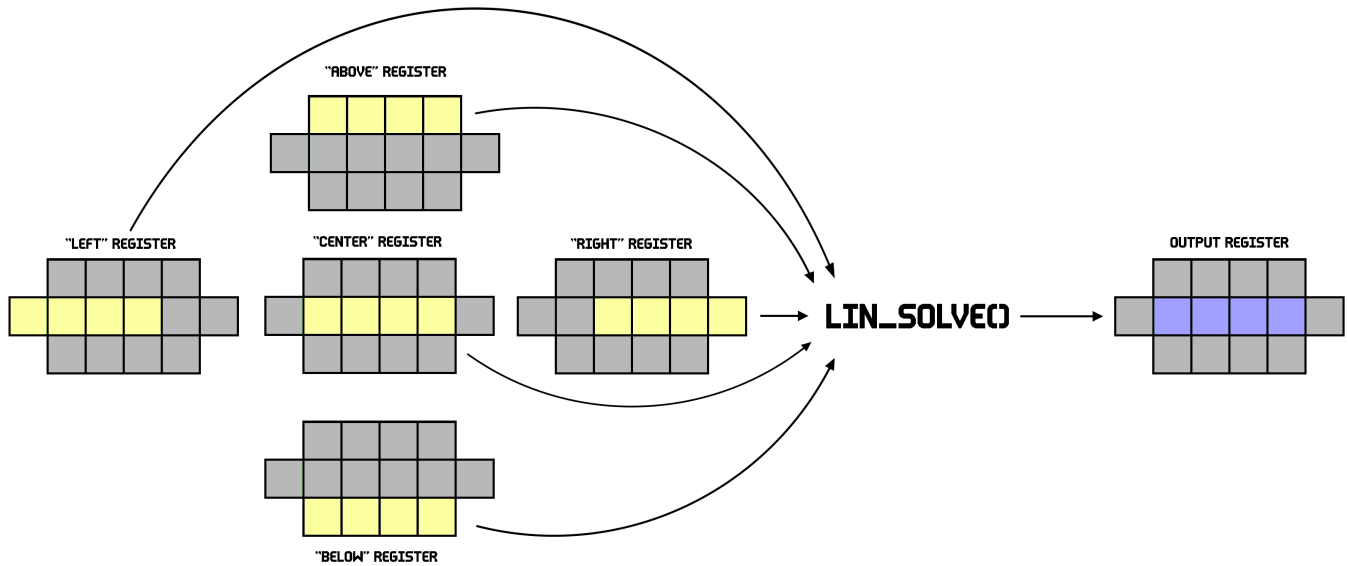 "ABOVE" REGISTER
"LEFT" REGISTER
"CENTER" REGISTER
"RIGHT" REGISTER
OUTPUT REGISTER
LIN_SOLVE()
"BELOW" REGISTER